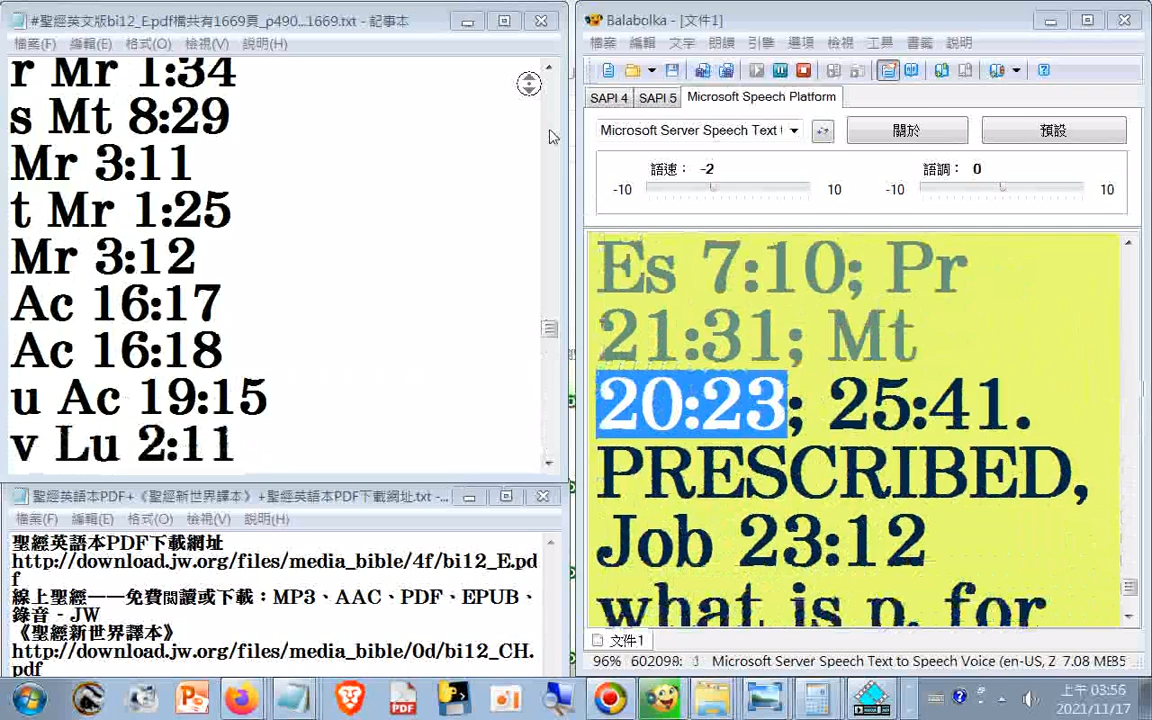 #聖經英文版bi12_E.pdf檔共有1669頁_p490...1669.txt - 記事本
檔案(F) 編輯(E) 格式(O) 檢視(V) 說明(H)
r Mr 1:34
s Mt 8:29
Mr 3:11
t Mr 1:25
Mr 3:12
Ac 16:17
Ac 16:18
u Ac 19:15
v Lu 2:11
聖經英語本PDF+《聖經新世界譯本》+聖經英語本PDF下載網址.txt -...
檔案(F) 編輯(E) 格式(O) 檢視(V) 說明(H)
聖經英語本PDF下載網址
http://download.jw.org/files/media_bible/4f/bi12_E.pd
f
線上聖經——免費閱讀或下載：MP3、AAC、PDF、EPUB、
錄音 - JW
《聖經新世界譯本》
http://download.jw.org/files/media_bible/0d/bi12_CH.
pdf
Balabolka - [文件1]
檔案 編輯 文字 朗讀 引擎 選項 檢視 工具 書籤 說明
SAPI 4 SAPI 5 Microsoft Speech Platform
Microsoft Server Speech Text 關於 預設
語速： -2 語調： 0
-10 10 -10 10
Es 7:10; Pr
21:31; Mt
20:23; 25:41.
PRESCRIBED,
Job 23:12
what is p. for
文件1
96% 602098: 1 Microsoft Server Speech Text to Speech Voice (en-US, Z 7.08 MB
上午 03:56
2021/11/17